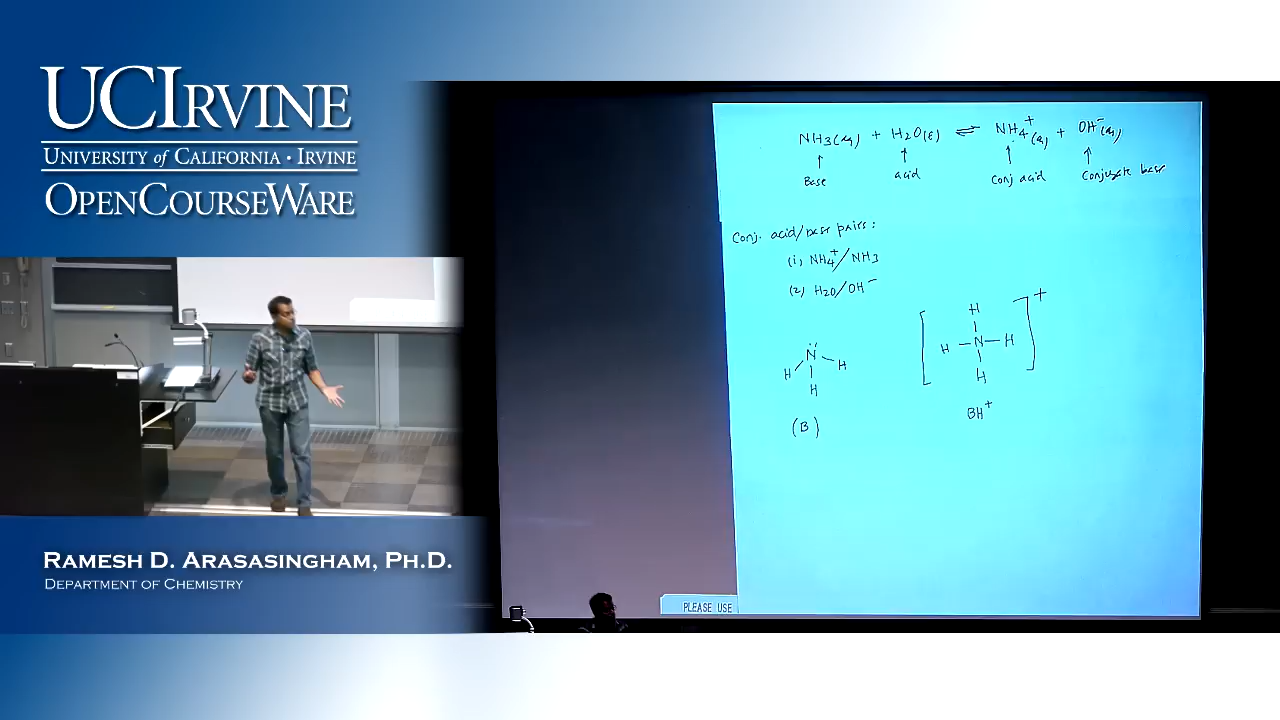 UCIRVINE
UNIVERSITY of CALIFORNIA · IRVINE
OPENCOURSEWARE
NH3(aq) + H2O(l) ⇌ NH4+(aq) + OH-(aq)
Base acid Conj acid Conjugate base
Conj. acid/base pairs:
(1) NH4+/NH3
(2) H2O/OH-
H
N H
H N H
H H
H
(B)
BH+
+
RAMESH D. ARASASINGHAM, PH.D.
DEPARTMENT OF CHEMISTRY
PLEASE USE